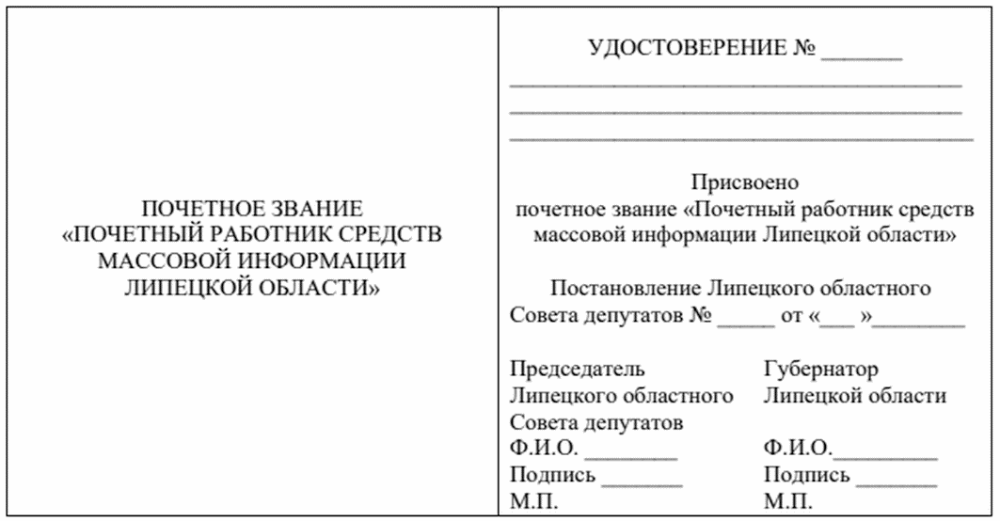 ПОЧЕТНОЕ ЗВАНИЕ
«ПОЧЕТНЫЙ РАБОТНИК СРЕДСТВ
МАССОВОЙ ИНФОРМАЦИИ
ЛИПЕЦКОЙ ОБЛАСТИ»
УДОСТОВЕРЕНИЕ № _______
_______________________________________
_______________________________________
________________________________________
Присвоено
почетное звание «Почетный работник средств
массовой информации Липецкой области»
Постановление Липецкого областного
Совета депутатов № _____ от «___ »________
Председатель
Липецкого областного
Совета депутатов
Ф.И.О. ________
Подпись _______
М.П.
Губернатор
Липецкой области
Ф.И.О._________
Подпись _______
М.П.